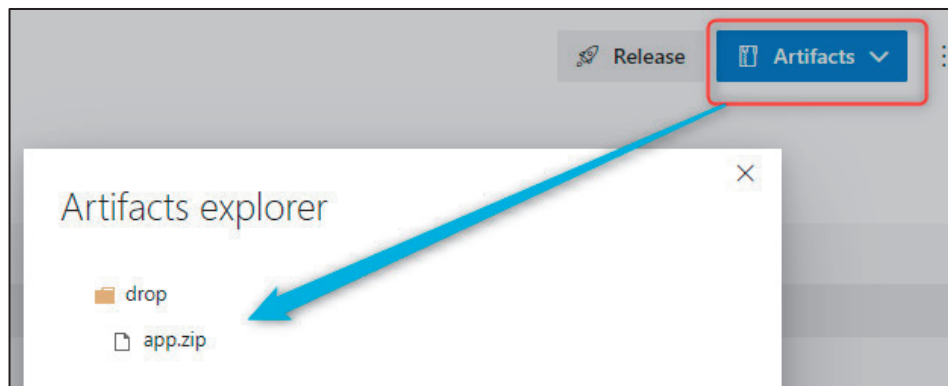 Release Artifacts
Artifacts explorer
drop
app.zip